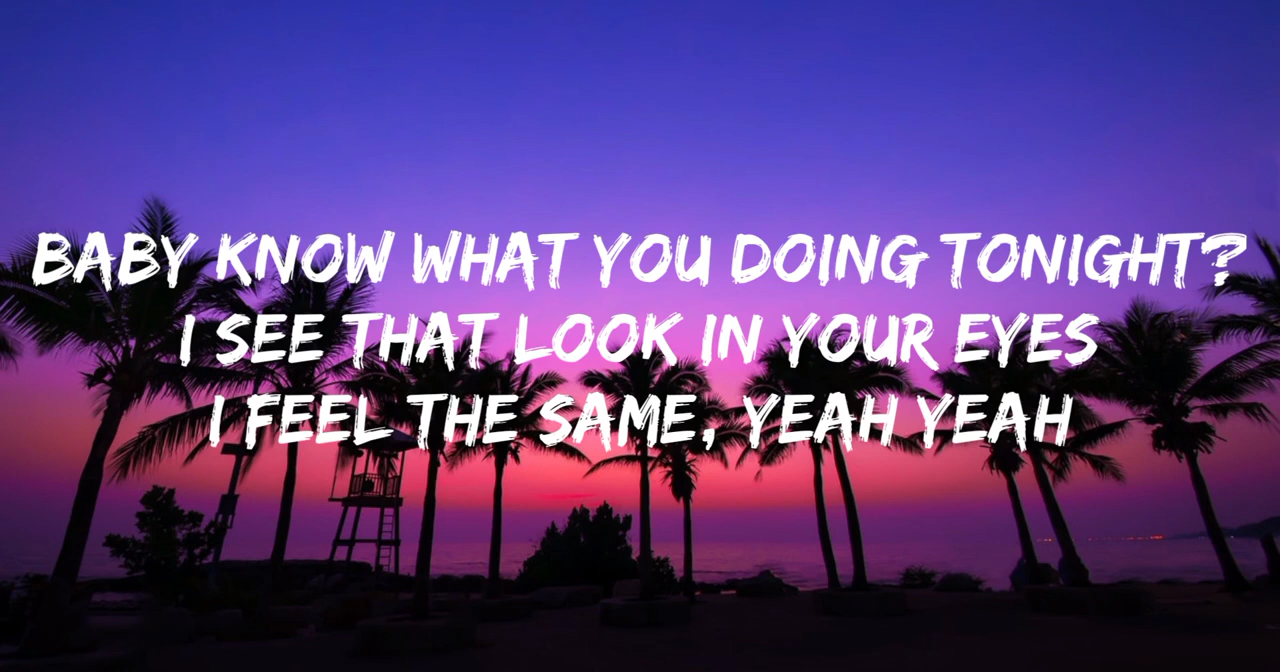 BABY KNOW WHAT YOU DOING TONIGHT?
I SEE THAT LOOK IN YOUR EYES
I FEEL THE SAME, YEAH YEAH